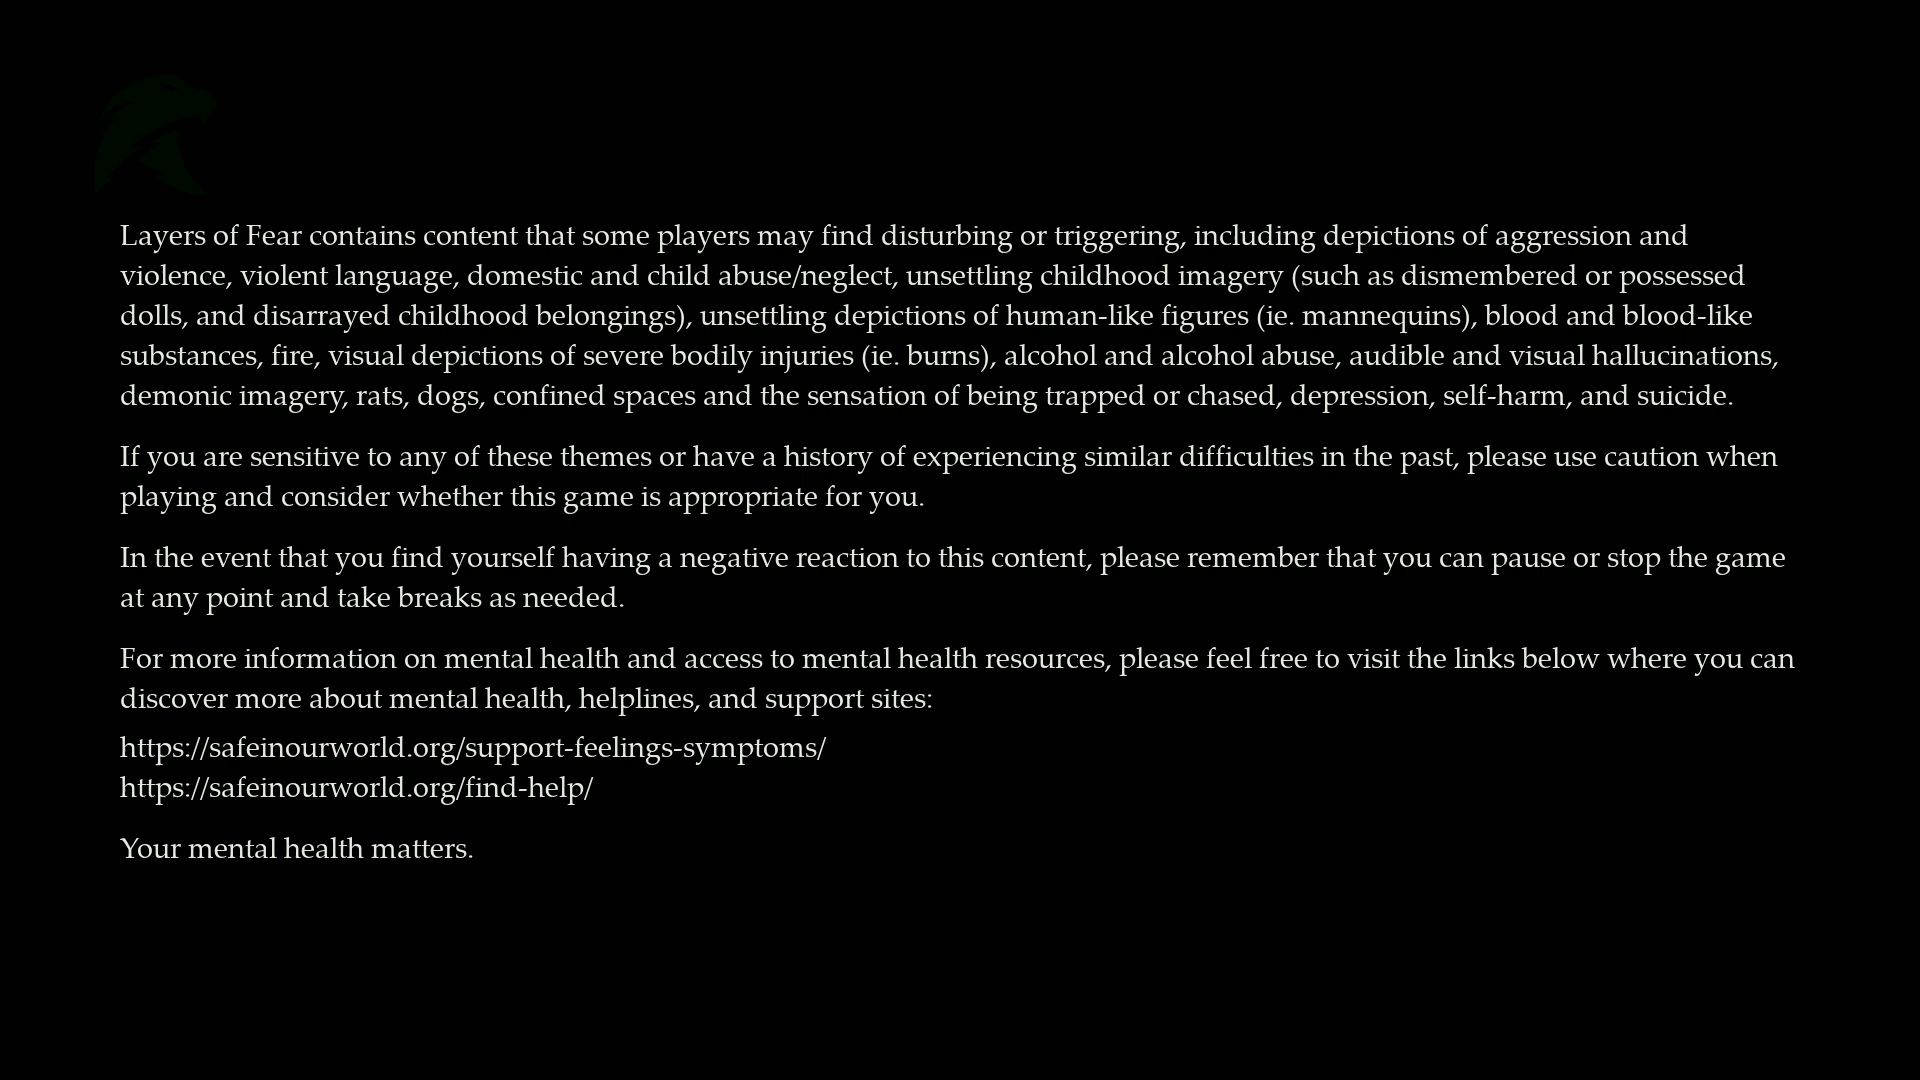 Layers of Fear contains content that some players may find disturbing or triggering, including depictions of aggression and
violence, violent language, domestic and child abuse/neglect, unsettling childhood imagery (such as dismembered or possessed
dolls, and disarrayed childhood belongings), unsettling depictions of human-like figures (ie. mannequins), blood and blood-like
substances, fire, visual depictions of severe bodily injuries (ie. burns), alcohol and alcohol abuse, audible and visual hallucinations,
demonic imagery, rats, dogs, confined spaces and the sensation of being trapped or chased, depression, self-harm, and suicide.
If you are sensitive to any of these themes or have a history of experiencing similar difficulties in the past, please use caution when
playing and consider whether this game is appropriate for you.
In the event that you find yourself having a negative reaction to this content, please remember that you can pause or stop the game
at any point and take breaks as needed.
For more information on mental health and access to mental health resources, please feel free to visit the links below where you can
discover more about mental health, helplines, and support sites:
https://safeinourworld.org/support-feelings-symptoms/
https://safeinourworld.org/find-help/
Your mental health matters.